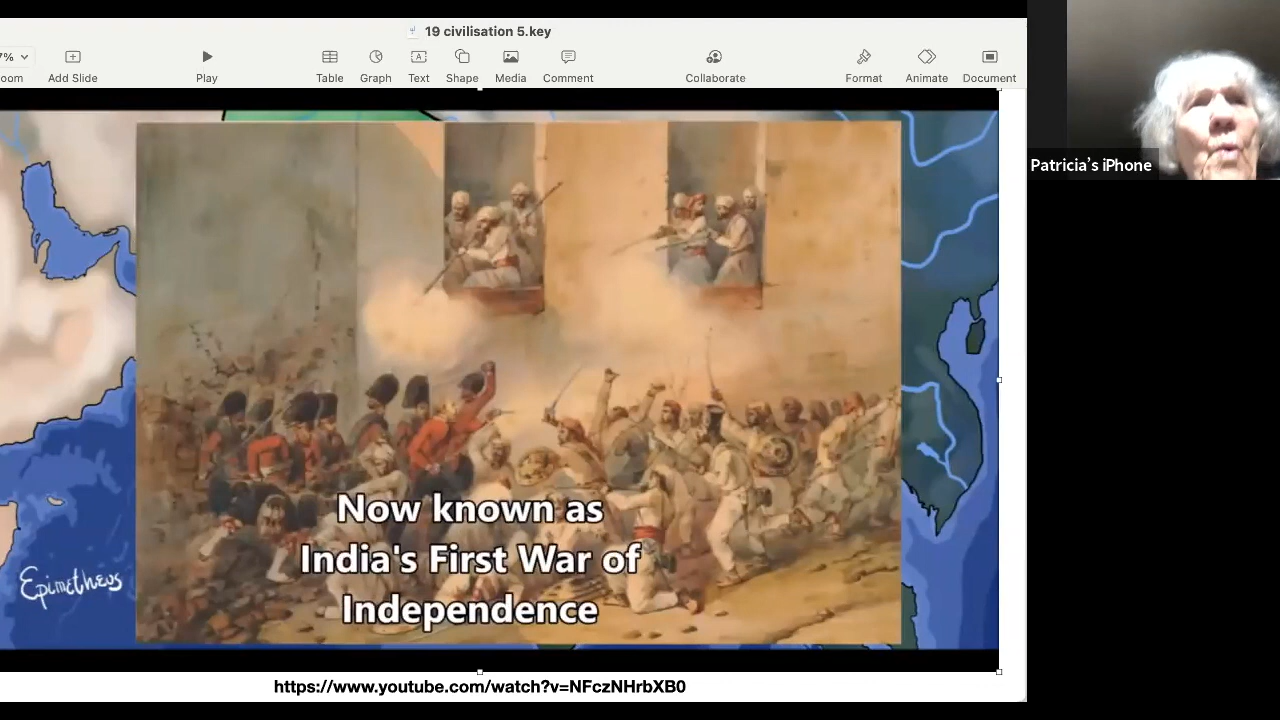 19 civilisation 5.key
7%
oom
Add Slide
Play
Table
Graph
Text
Shape
Media
Comment
Collaborate
Format
Animate
Document
Patricia's iPhone
Now known as
India's First War of
Independence
Epimetheus
https://www.youtube.com/watch?v=NFczNHrbXB0